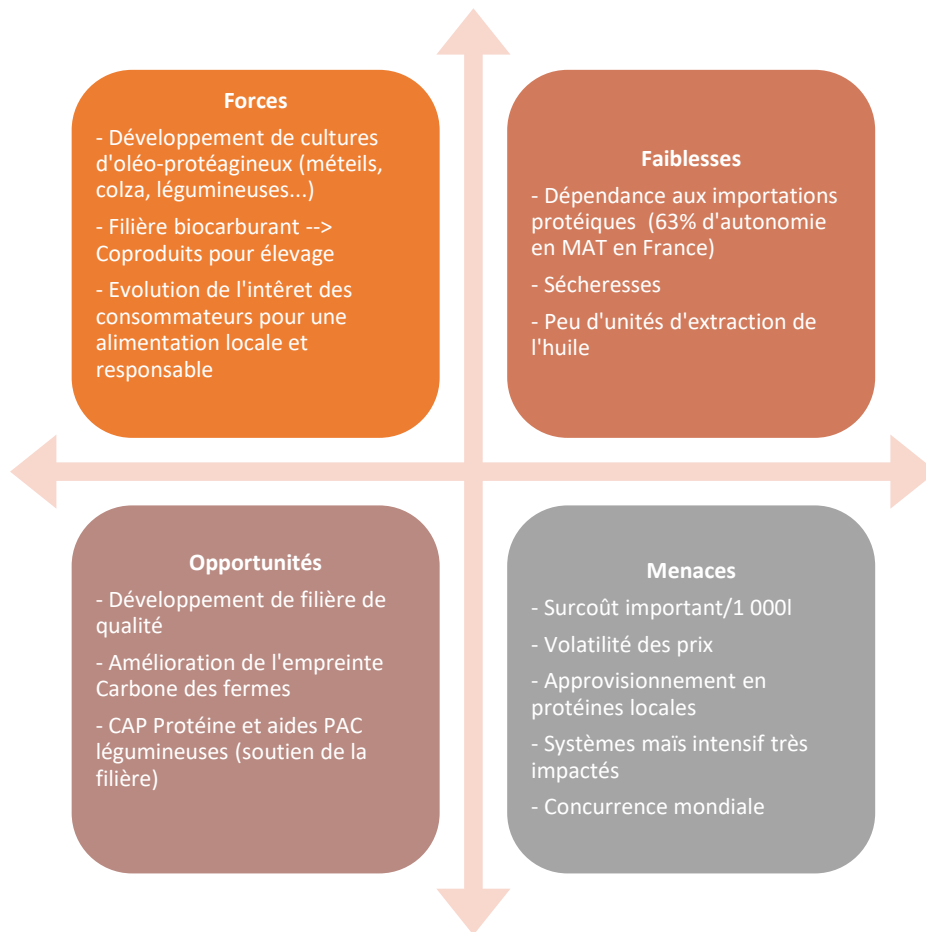 Forces
- Développement de cultures
d'oléo-protéagineux (méteils,
colza, légumineuses...)
- Filière biocarburant -->
Coproduits pour élevage
- Evolution de l'intêret des
consommateurs pour une
alimentation locale et
responsable
Faiblesses
- Dépendance aux importations
protéiques  (63% d'autonomie
en MAT en France)
- Sécheresses
- Peu d'unités d'extraction de
l'huile
Opportunités
- Développement de filière de
qualité
- Amélioration de l'empreinte
Carbone des fermes
- CAP Protéine et aides PAC
légumineuses (soutien de la
filière)
Menaces
- Surcoût important/1 000l
- Volatilité des prix
- Approvisionnement en
protéines locales
- Systèmes maïs intensif très
impactés
- Concurrence mondiale